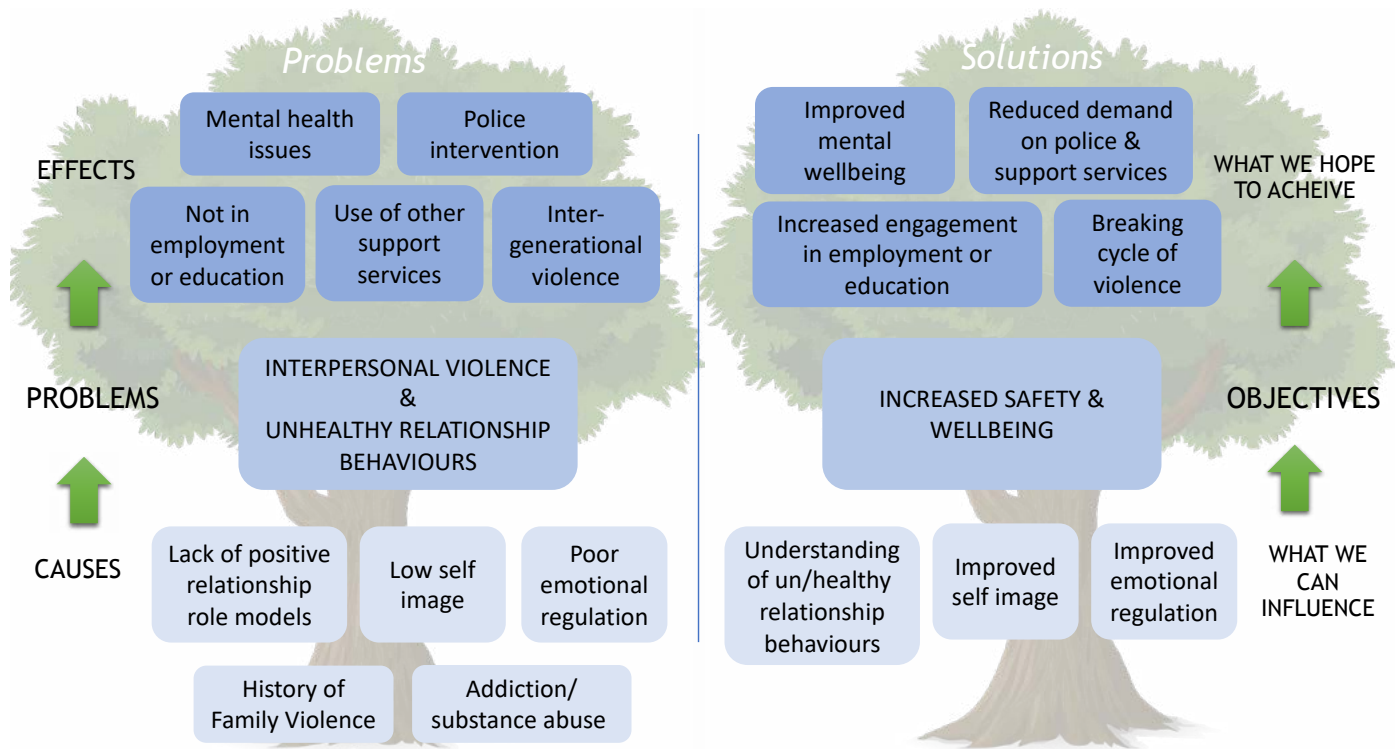 Problems
Mental health
issues
Police
intervention
EFFECTS
Not in
employment
or education
Use of other
support
services
Inter-
generational
violence
PROBLEMS
INTERPERSONAL VIOLENCE
&
UNHEALTHY RELATIONSHIP
BEHAVIOURS
CAUSES
Lack of positive
relationship
role models
Low self
image
Poor
emotional
regulation
History of
Family Violence
Addiction/
substance abuse
Solutions
Improved
mental
wellbeing
Reduced demand
on police &
support services
WHAT WE HOPE
TO ACHEIVE
Increased engagement
in employment or
education
Breaking
cycle of
violence
INCREASED SAFETY &
WELLBEING
OBJECTIVES
Understanding
of un/healthy
relationship
behaviours
Improved
self image
Improved
emotional
regulation
WHAT WE
CAN
INFLUENCE